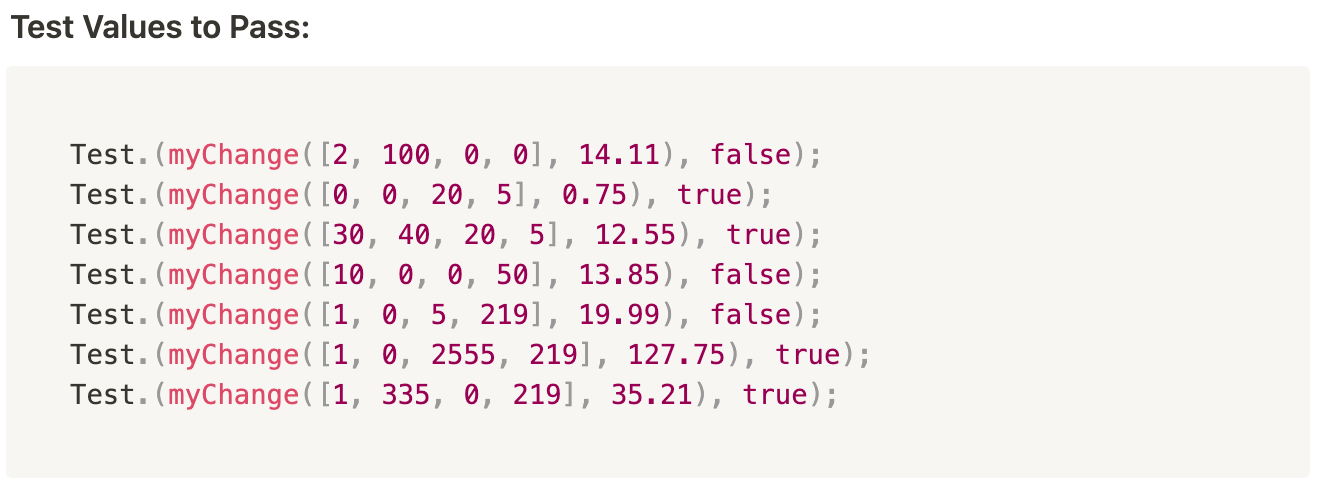 Test Values to Pass:
Test.(myChange([2, 100, 0, 0], 14.11), false);
Test.(myChange([0, 0, 20, 5], 0.75), true);
Test.(myChange([30, 40, 20, 5], 12.55), true);
Test.(myChange([10, 0, 0, 50], 13.85), false);
Test.(myChange([1, 0, 5, 219], 19.99), false);
Test.(myChange([1, 0, 2555, 219], 127.75), true);
Test.(myChange([1, 335, 0, 219], 35.21), true);